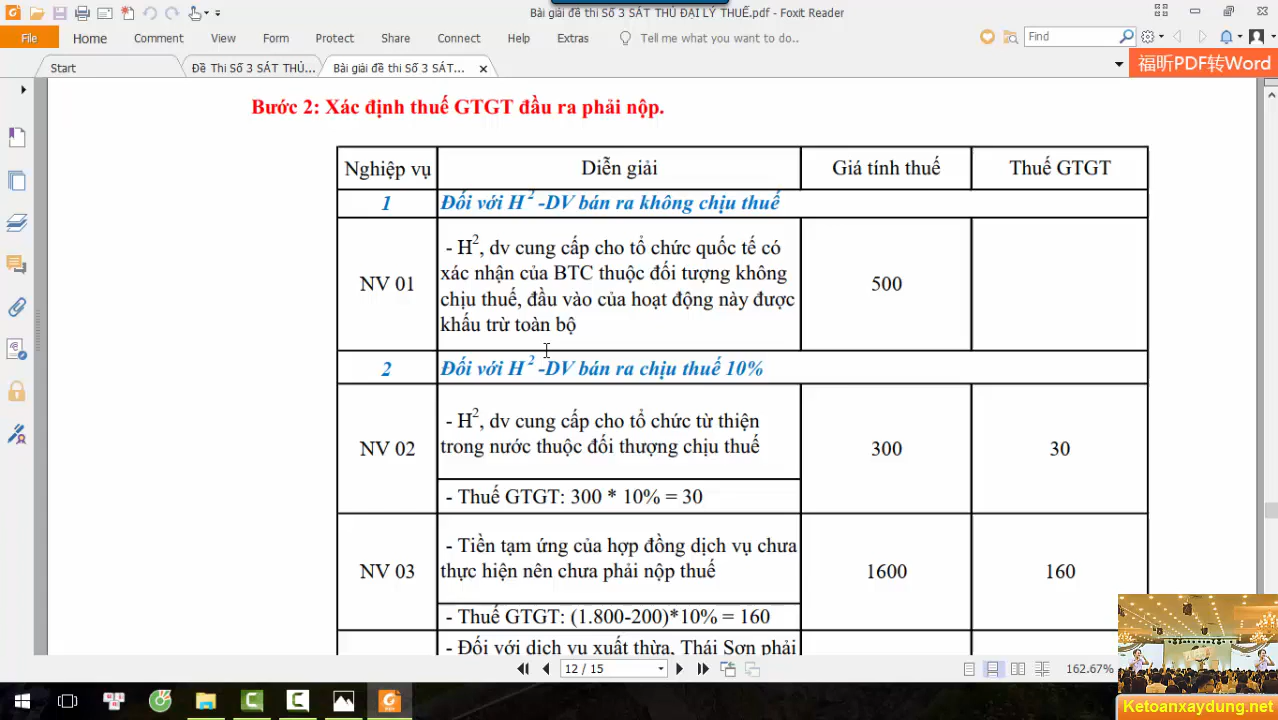 Bài giải đề thi Số 3 SÁT THỦ ĐẠI LÝ THUẾ.pdf - Foxit Reader
File Home Comment View Form Protect Share Connect Help Extras Tell me what you want to do... Find
Start Đề Thi Số 3 SÁT THỦ... Bài giải đề thi Số 3 SÁT... 福昕PDF转Word
Bước 2: Xác định thuế GTGT đầu ra phải nộp.
Nghiệp vụ Diễn giải Giá tính thuế Thuế GTGT
1 Đối với H² -DV bán ra không chịu thuế
- H², dv cung cấp cho tổ chức quốc tế có
xác nhận của BTC thuộc đối tượng không
NV 01 500
chịu thuế, đầu vào của hoạt động này được
khấu trừ toàn bộ
2 Đối với H² -DV bán ra chịu thuế 10%
- H², dv cung cấp cho tổ chức từ thiện
trong nước thuộc đối thượng chịu thuế
NV 02 300 30
- Thuế GTGT: 300 * 10% = 30
- Tiền tạm ứng của hợp đồng dịch vụ chưa
thực hiện nên chưa phải nộp thuế
NV 03 1600 160
- Thuế GTGT: (1.800-200)*10% = 160
- Đối với dịch vụ xuất thừa, Thái Sơn phải
12 / 15 162.67%
Ketoanxaydung.net